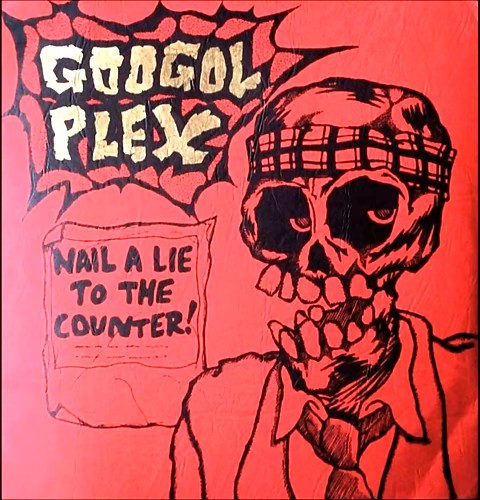 GOOGOL
PLEX
NAIL A LIE
TO THE
COUNTER!